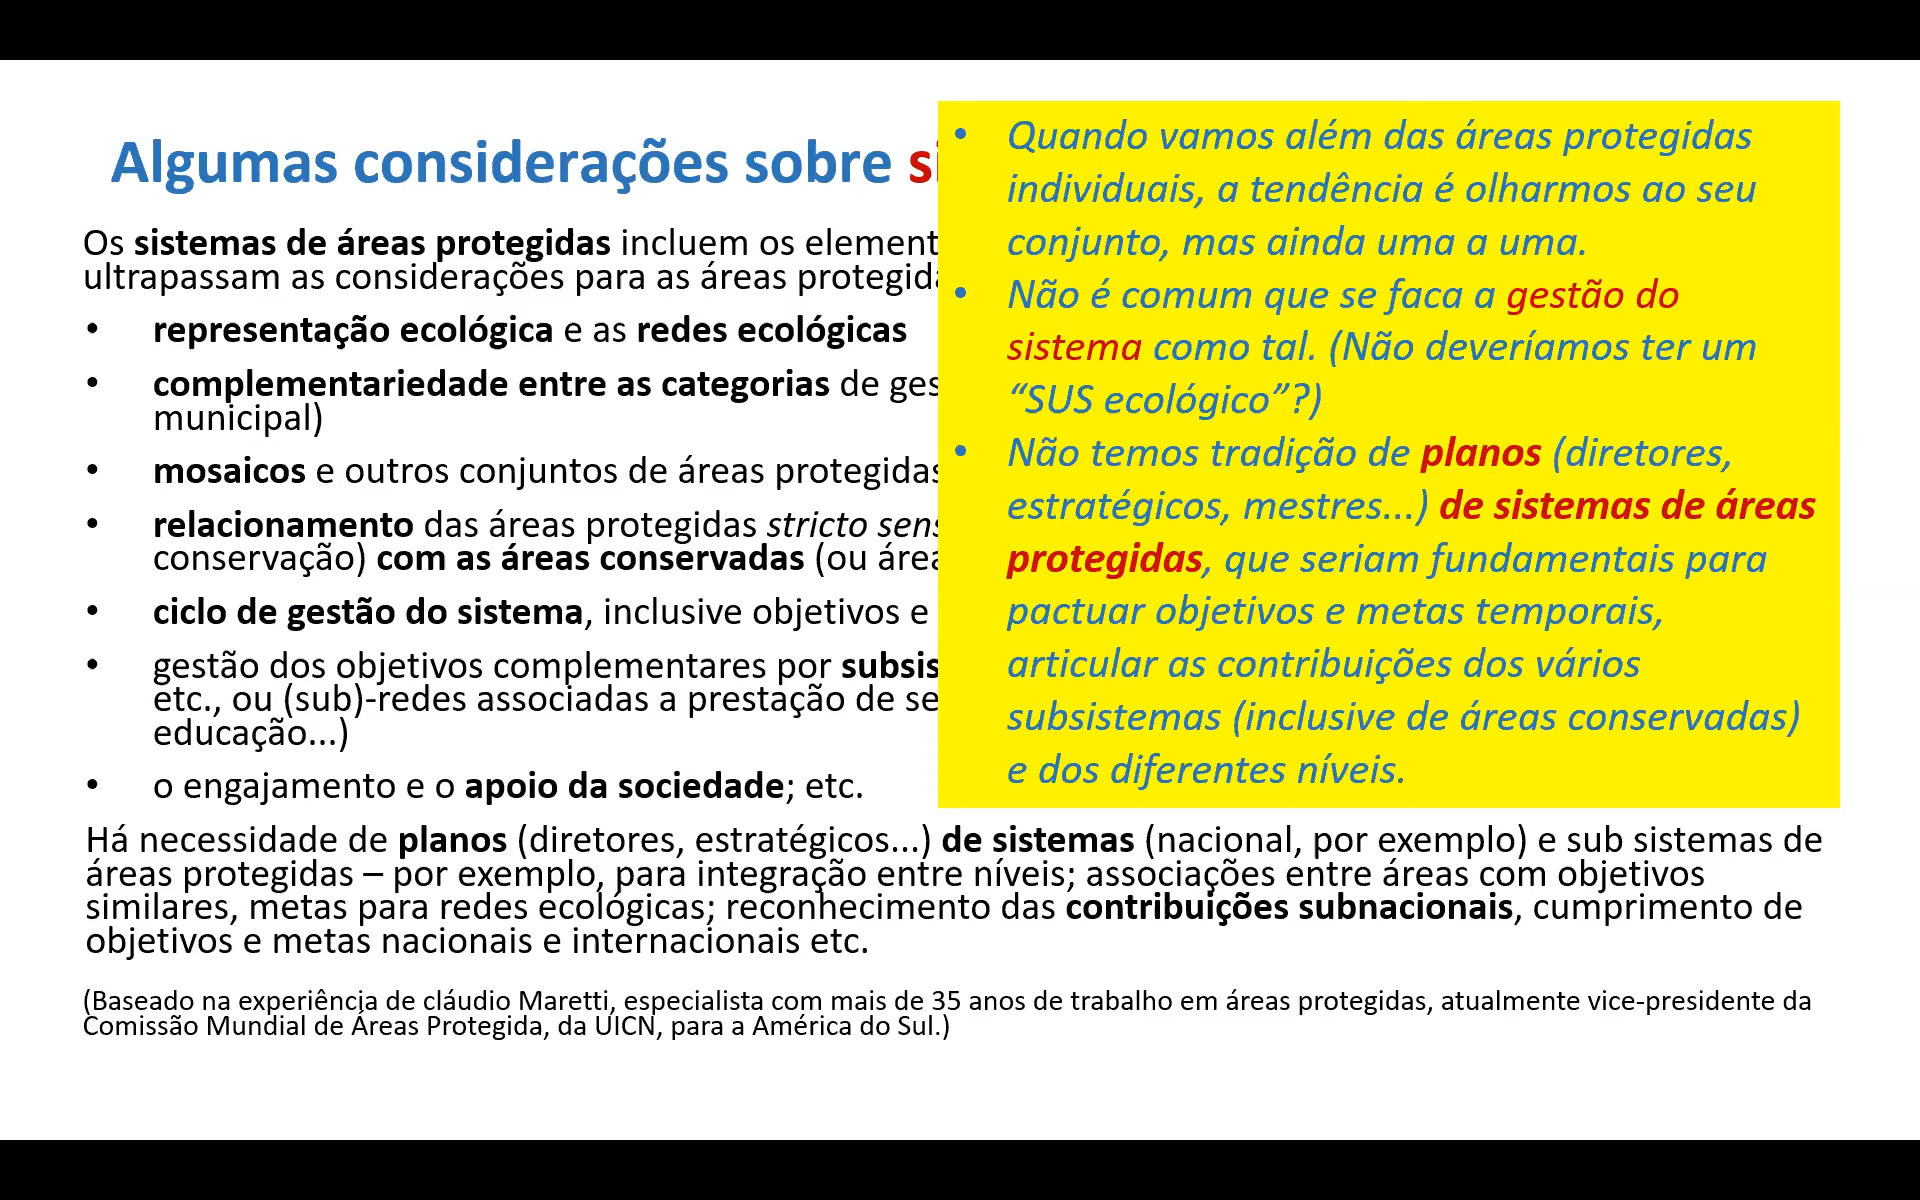 Algumas considerações sobre
Os sistemas de áreas protegidas incluem os
ultrapassam as considerações para as áreas
• representação ecológica e as redes ecológicas
• complementariedade entre as categorias de
municipal)
• mosaicos e outros conjuntos de áreas
• relacionamento das áreas protegidas stricto
conservação) com as áreas conservadas (ou
• ciclo de gestão do sistema, inclusive objetivos e
• gestão dos objetivos complementares por
etc., ou (sub)-redes associadas a prestação de
educação...)
• o engajamento e o apoio da sociedade; etc.
Há necessidade de planos (diretores, estratégicos...) de sistemas (nacional, por exemplo) e sub sistemas de
áreas protegidas – por exemplo, para integração entre níveis; associações entre áreas com objetivos
similares, metas para redes ecológicas; reconhecimento das contribuições subnacionais, cumprimento de
objetivos e metas nacionais e internacionais etc.
(Baseado na experiência de cláudio Maretti, especialista com mais de 35 anos de trabalho em áreas protegidas, atualmente vice-presidente da
Comissão Mundial de Áreas Protegida, da UICN, para a América do Sul.)
• Quando vamos além das áreas protegidas
individuais, a tendência é olharmos ao seu
conjunto, mas ainda uma a uma.
• Não é comum que se faca a gestão do
sistema como tal. (Não deveríamos ter um
“SUS ecológico”?)
• Não temos tradição de planos (diretores,
estratégicos, mestres...) de sistemas de áreas
protegidas, que seriam fundamentais para
pactuar objetivos e metas temporais,
articular as contribuições dos vários
subsistemas (inclusive de áreas conservadas)
e dos diferentes níveis.